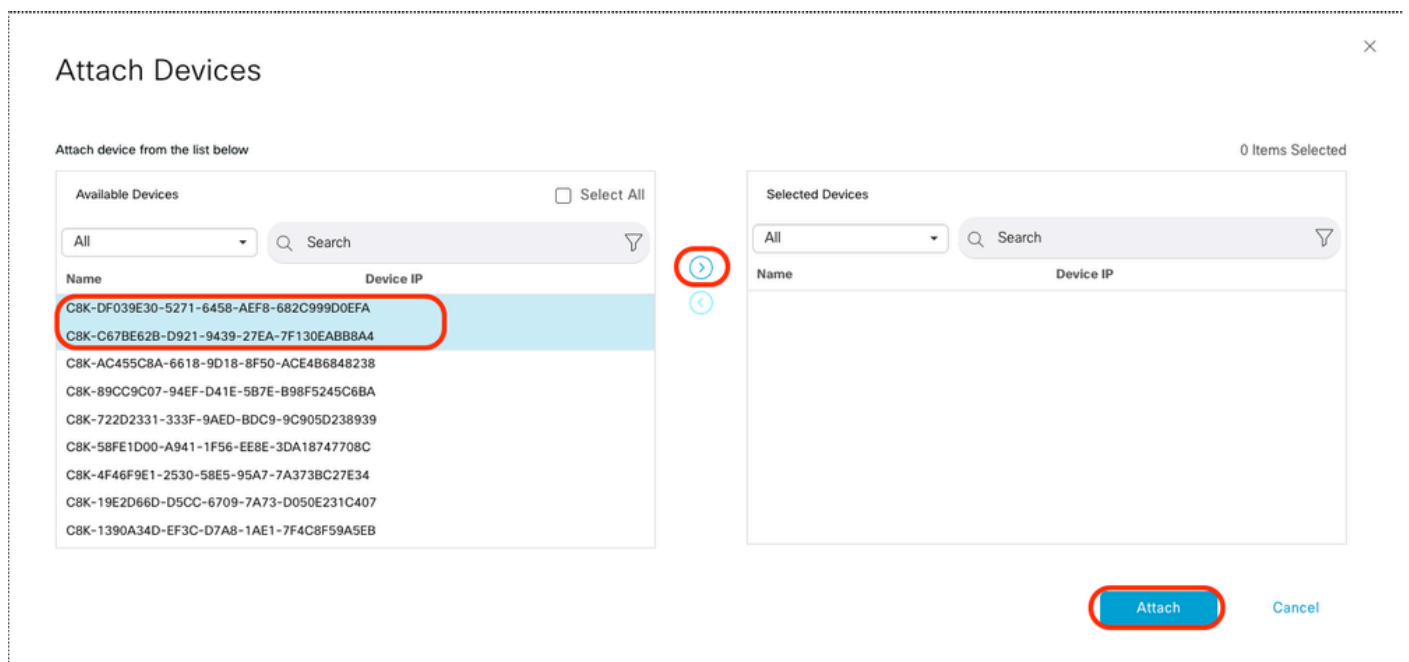 Attach Devices
Attach device from the list below
0 Items Selected
Available Devices
Select All
All
Search
Name Device IP
C8K-DF039E30-5271-6458-AEF8-682C999D0EFA
C8K-C67BE62B-D921-9439-27EA-7F130EABB8A4
C8K-AC455C8A-6618-9D18-8F50-ACE4B6848238
C8K-89CC9C07-94EF-D41E-5B7E-B98F5245C6BA
C8K-722D2331-333F-9AED-BDC9-9C905D238939
C8K-58FE1D00-A941-1F56-EE8E-3DA18747708C
C8K-4F46F9E1-2530-58E5-95A7-7A373BC27E34
C8K-19E2D66D-D5CC-6709-7A73-D050E231C407
C8K-1390A34D-EF3C-D7A8-1AE1-7F4C8F59A5EB
Selected Devices
All
Search
Name Device IP
Attach
Cancel